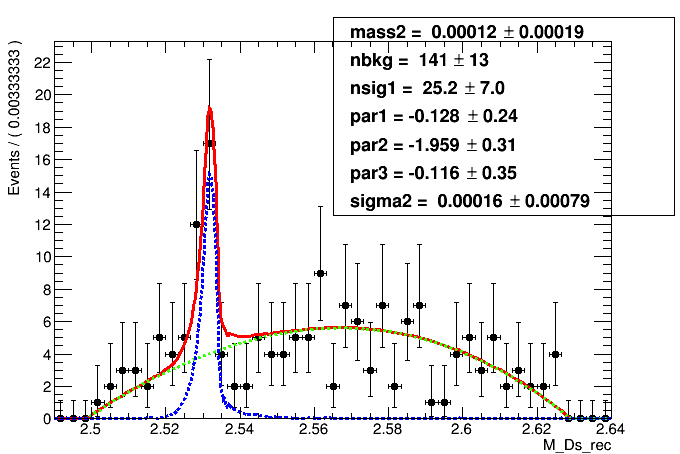 mass2 = 0.00012 ± 0.00019
nbkg = 141 ± 13
nsig1 = 25.2 ± 7.0
par1 = -0.128 ± 0.24
par2 = -1.959 ± 0.31
par3 = -0.116 ± 0.35
sigma2 = 0.00016 ± 0.00079
Events / ( 0.00333333 )
22
20
18
16
14
12
10
8
6
4
2
0
2.5 2.52 2.54 2.56 2.58 2.6 2.62 2.64
M_Ds_rec